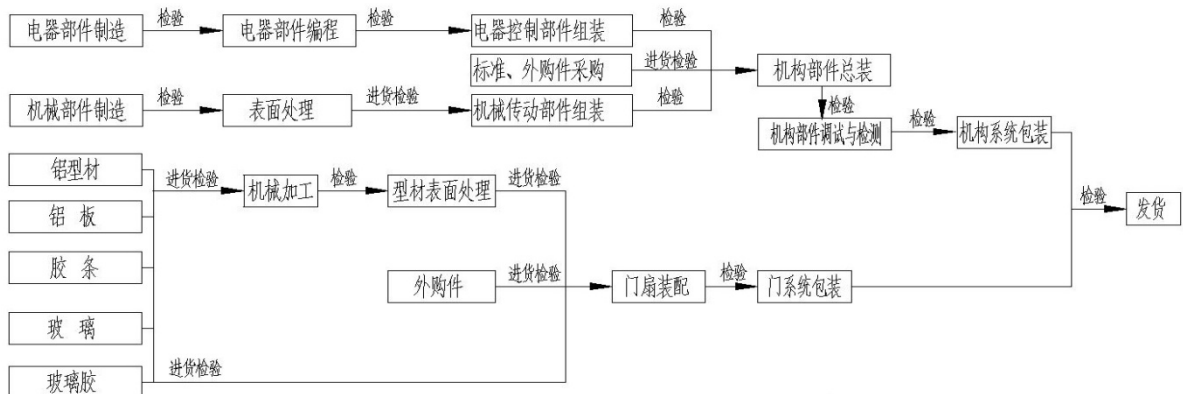 电器部件制造 检验 电器部件编程 检验 电器控制部件组装 检验
标准、外购件采购 进货检验 机构部件总装
机械部件制造 检验 表面处理 进货检验 机械传动部件组装 检验
检验
机构部件调试与检测 检验 机构系统包装
铝型材
进货检验 机械加工 检验 型材表面处理 进货检验
铝 板
检验 发货
胶 条
外购件 进货检验 门扇装配 检验 门系统包装
玻 璃
进货检验
玻璃胶